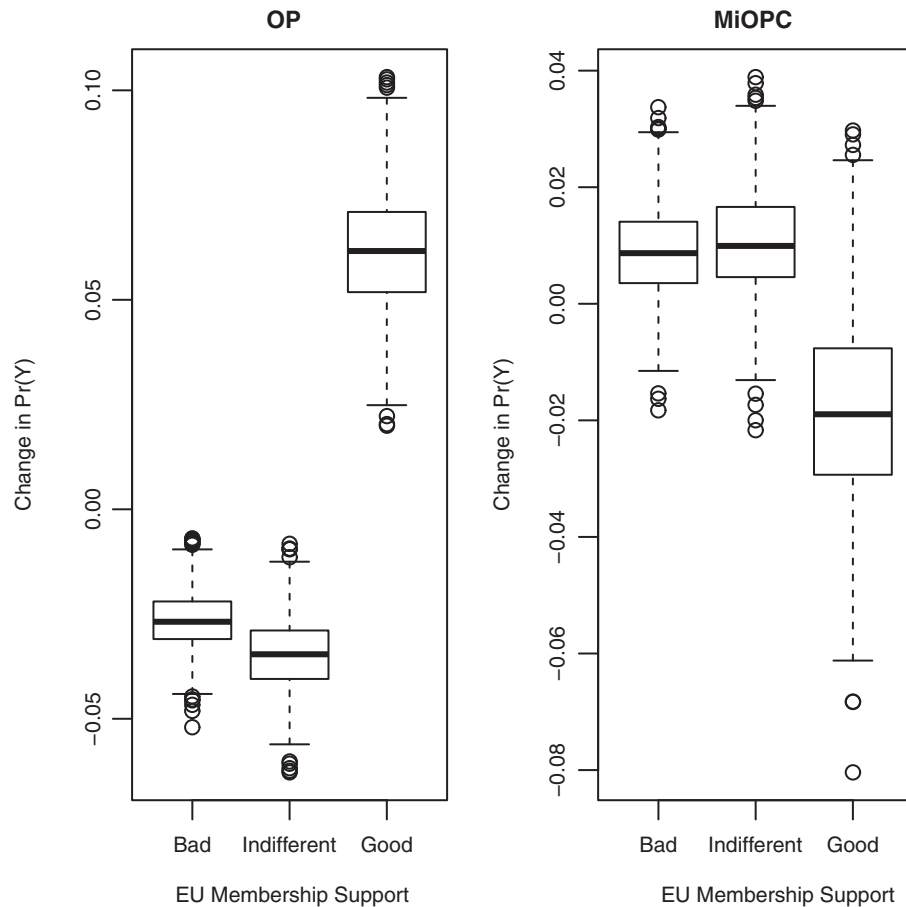 OP
Change in Pr(Y)
0.10
0.05
0.00
−0.05
Bad
Indifferent
Good
EU Membership Support
MiOPC
Change in Pr(Y)
0.04
0.02
0.00
−0.02
−0.04
−0.06
−0.08
Bad
Indifferent
Good
EU Membership Support